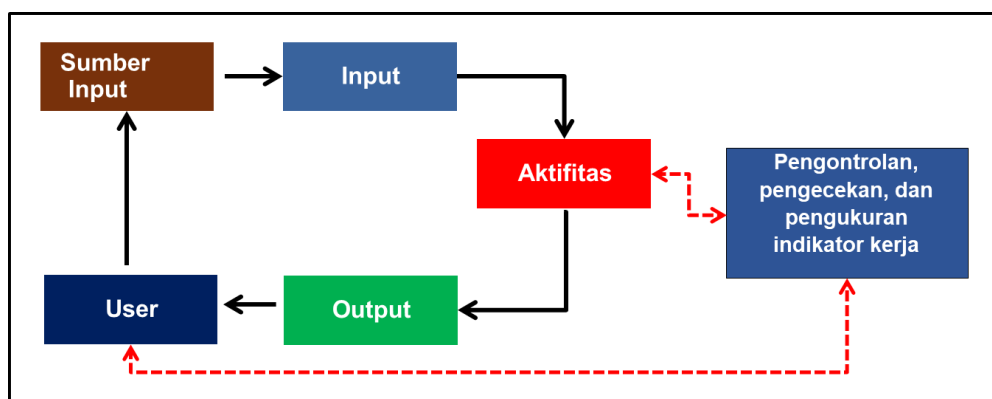 Sumber
Input
Input
Aktifitas
Pengontrolan,
pengecekan, dan
pengukuran
indikator kerja
User
Output